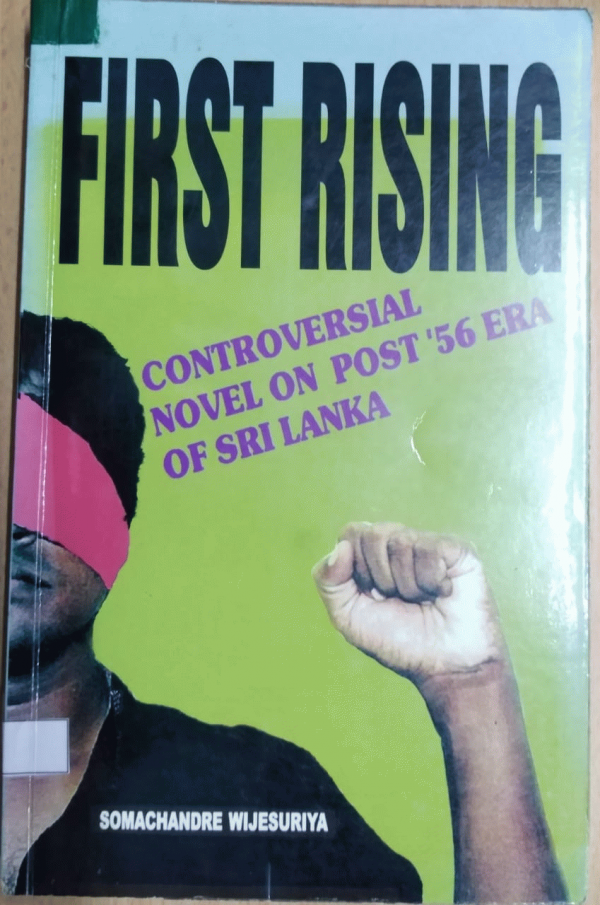 FIRST RISING
CONTROVERSIAL
NOVEL ON POST '56 ERA
OF SRI LANKA
SOMACHANDRE WIJESURIYA